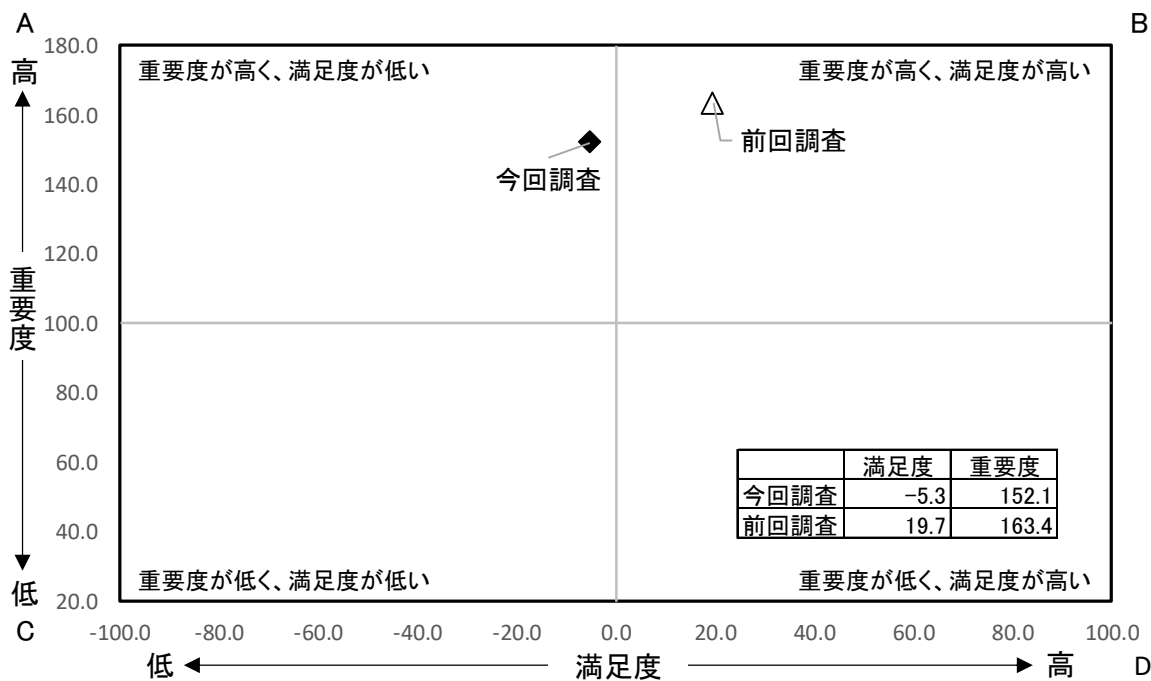 A
B
180.0
高
重要度が高く、満足度が低い
重要度が高く、満足度が高い
160.0
前回調査
今回調査
140.0
120.0
重要度
100.0
80.0
60.0
満足度 重要度
今回調査 -5.3 152.1
前回調査 19.7 163.4
40.0
重要度が低く、満足度が低い
重要度が低く、満足度が高い
低
20.0
C
-100.0 -80.0 -60.0 -40.0 -20.0 0.0 20.0 40.0 60.0 80.0 100.0
低 満足度 高
D